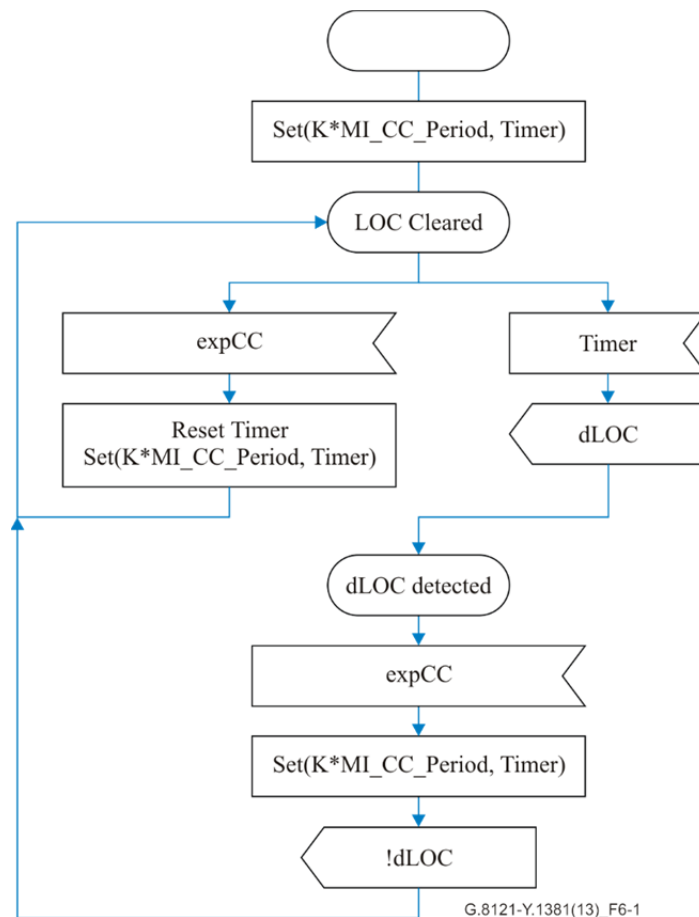 Set(K*MI_CC_Period, Timer)
LOC Cleared
expCC
Timer
Reset Timer
Set(K*MI_CC_Period, Timer)
dLOC
dLOC detected
expCC
Set(K*MI_CC_Period, Timer)
!dLOC
G.8121-Y.1381(13)_F6-1